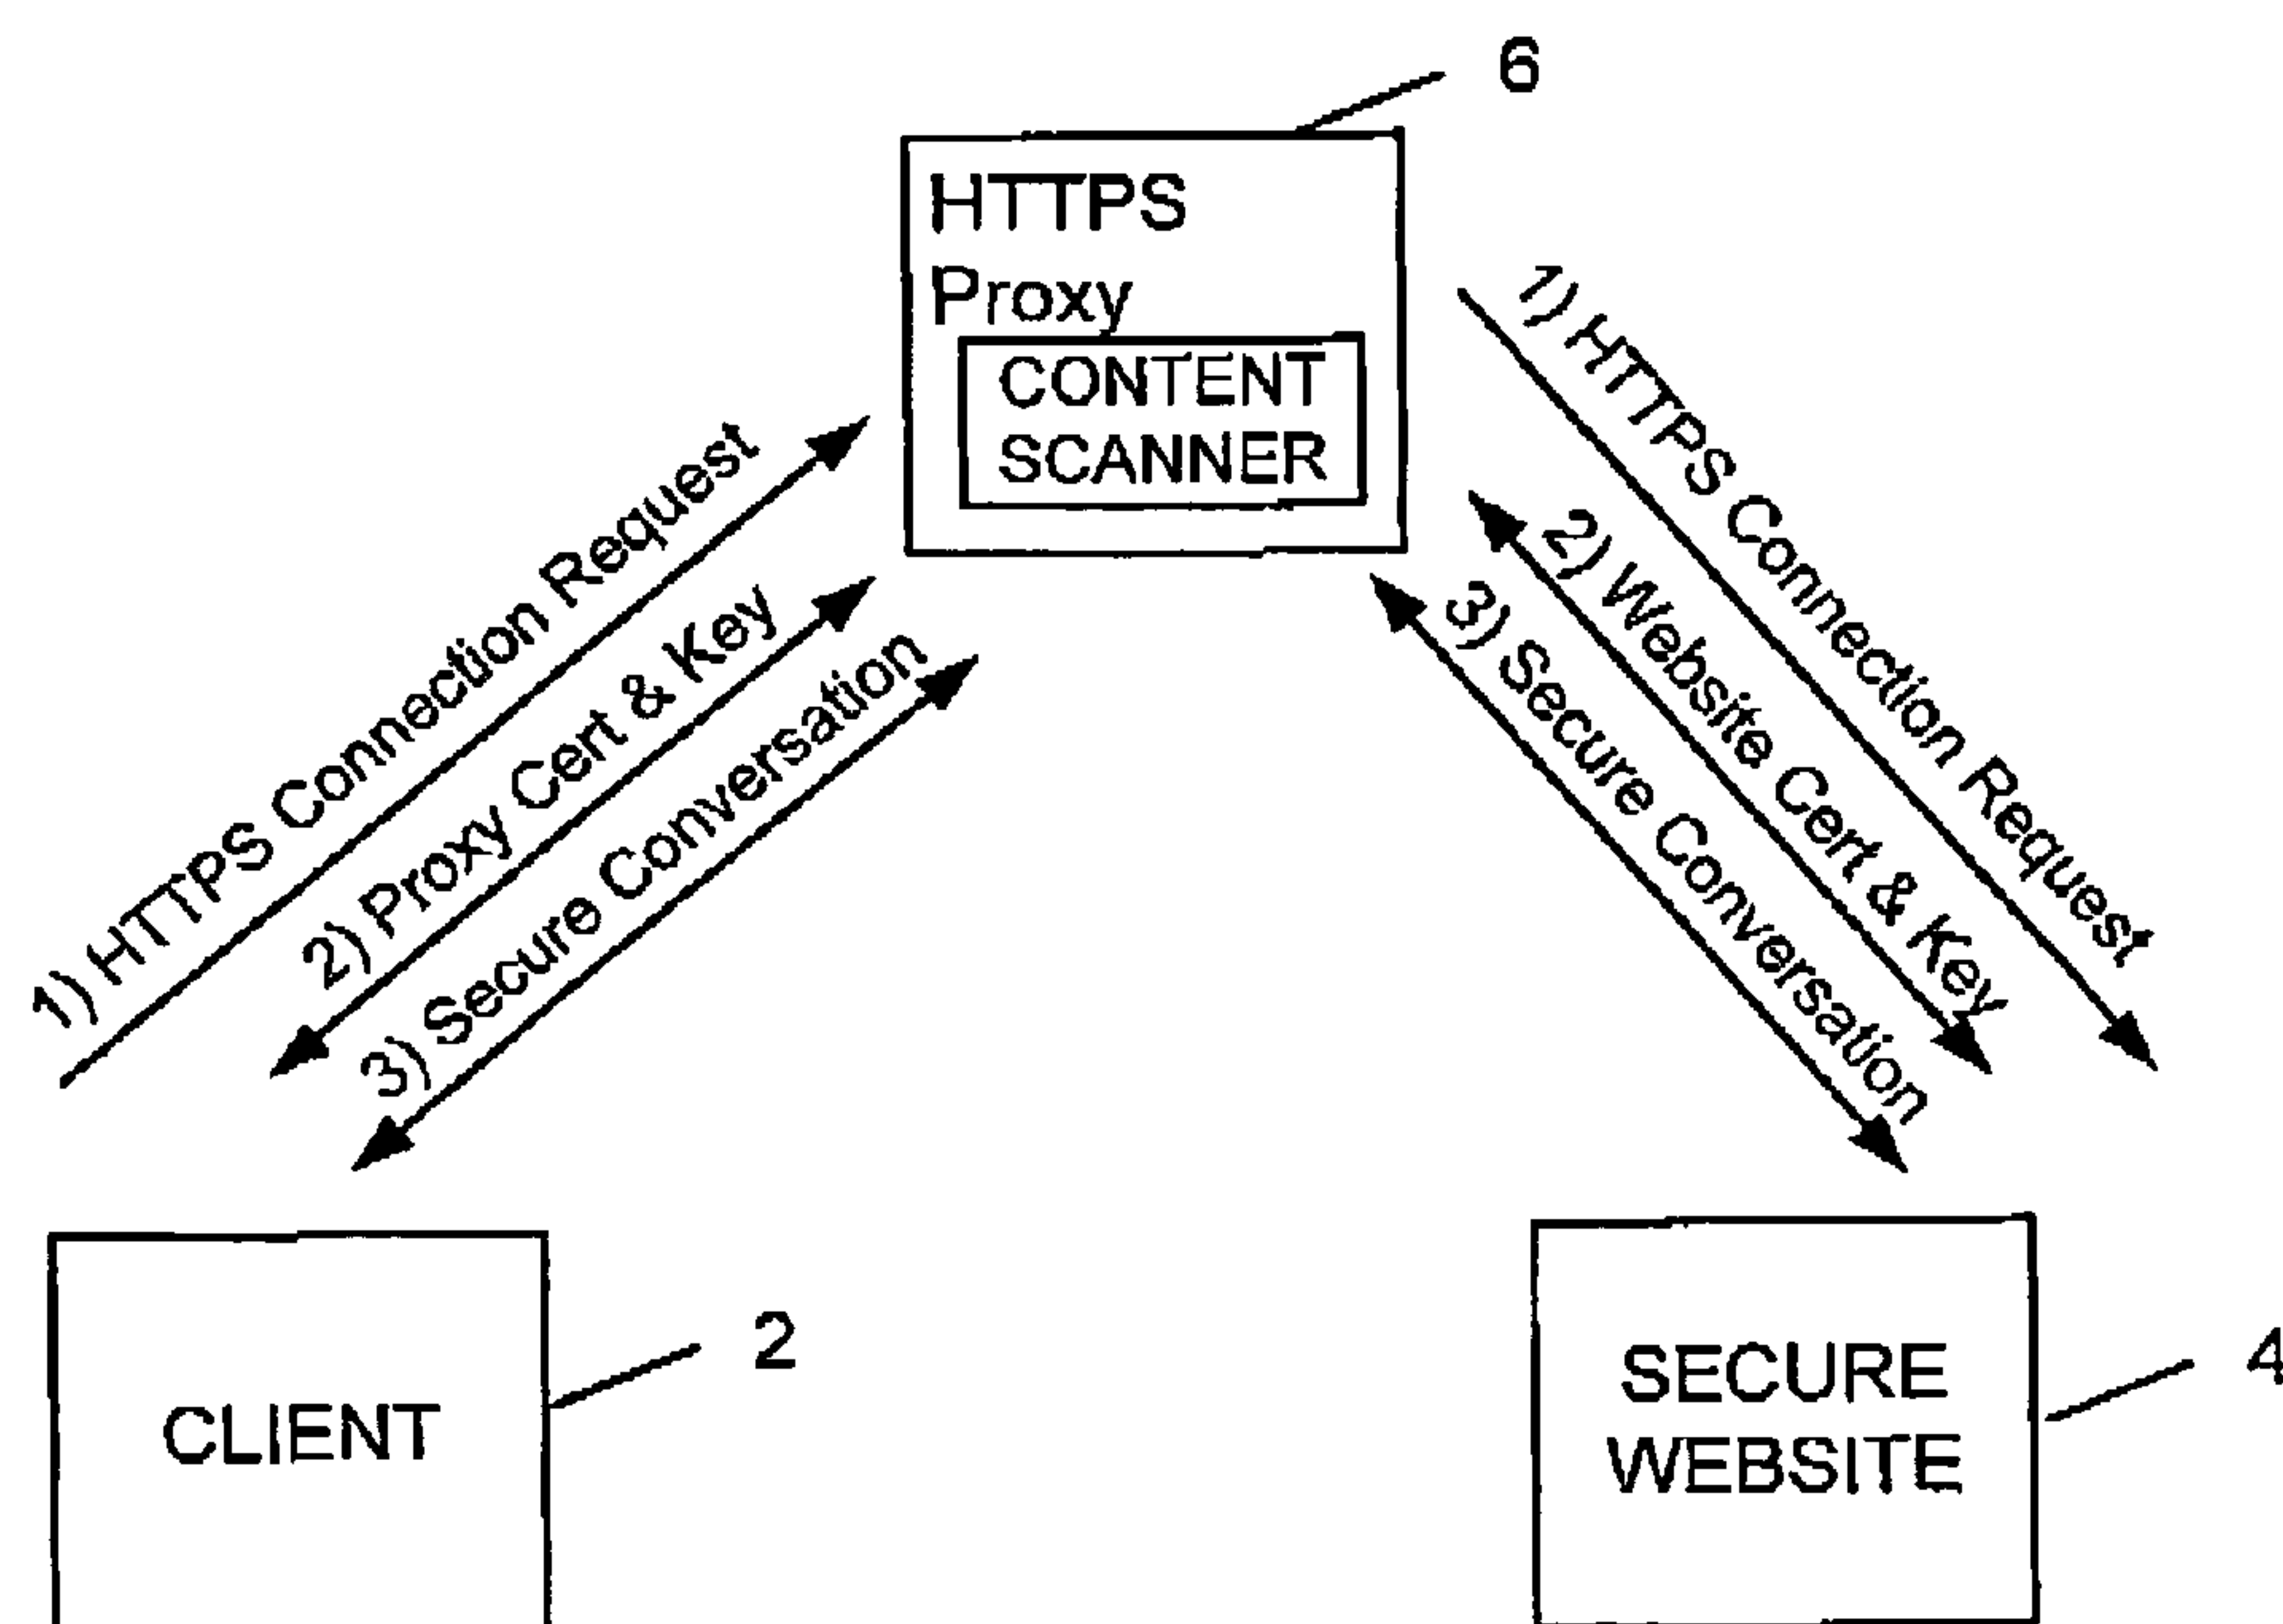 6
HTTPS
Proxy
CONTENT
SCANNER
1) HTTPS Connection Request
2) Proxy Cert & Key
3) Secure Conversation
1) HTTPS Connection Request
2) Website Cert & Key
3) Secure Conversation
CLIENT
2
SECURE
WEBSITE
4